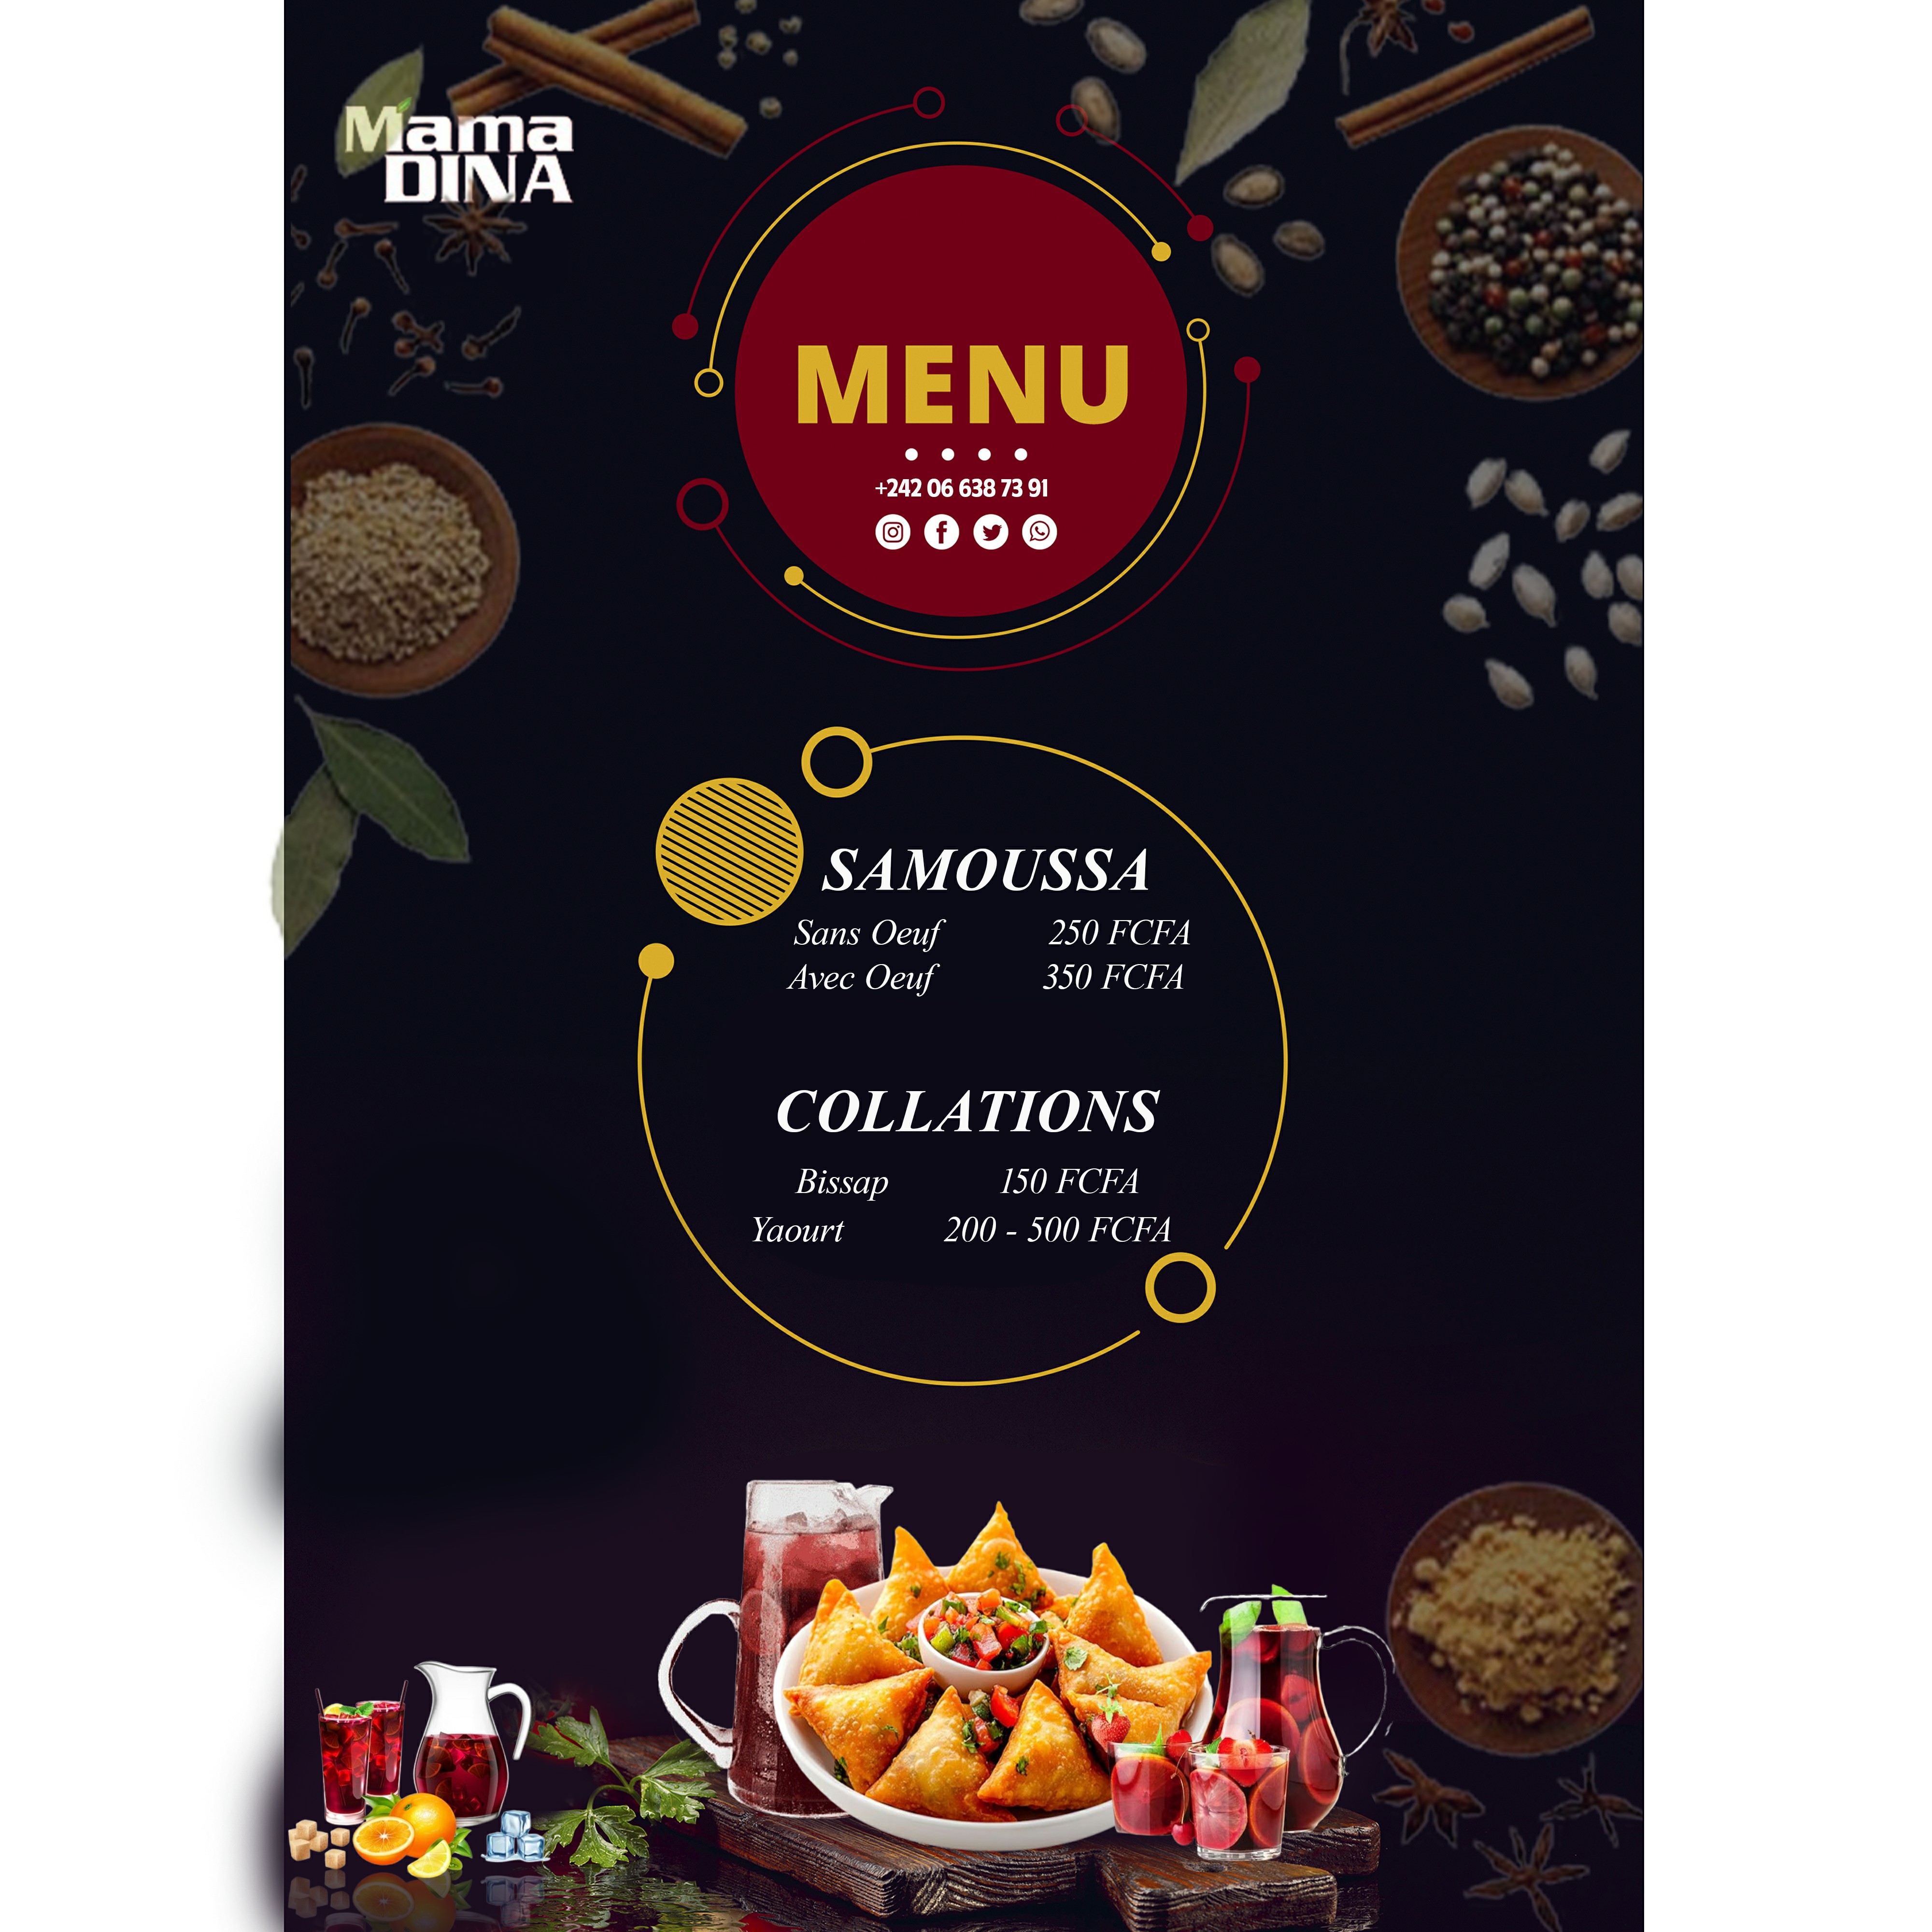 Mama
DINA
MENU
+242 06 638 73 91
SAMOUSSA
Sans Oeuf 250 FCFA
Avec Oeuf 350 FCFA
COLLATIONS
Bissap 150 FCFA
Yaourt 200 - 500 FCFA